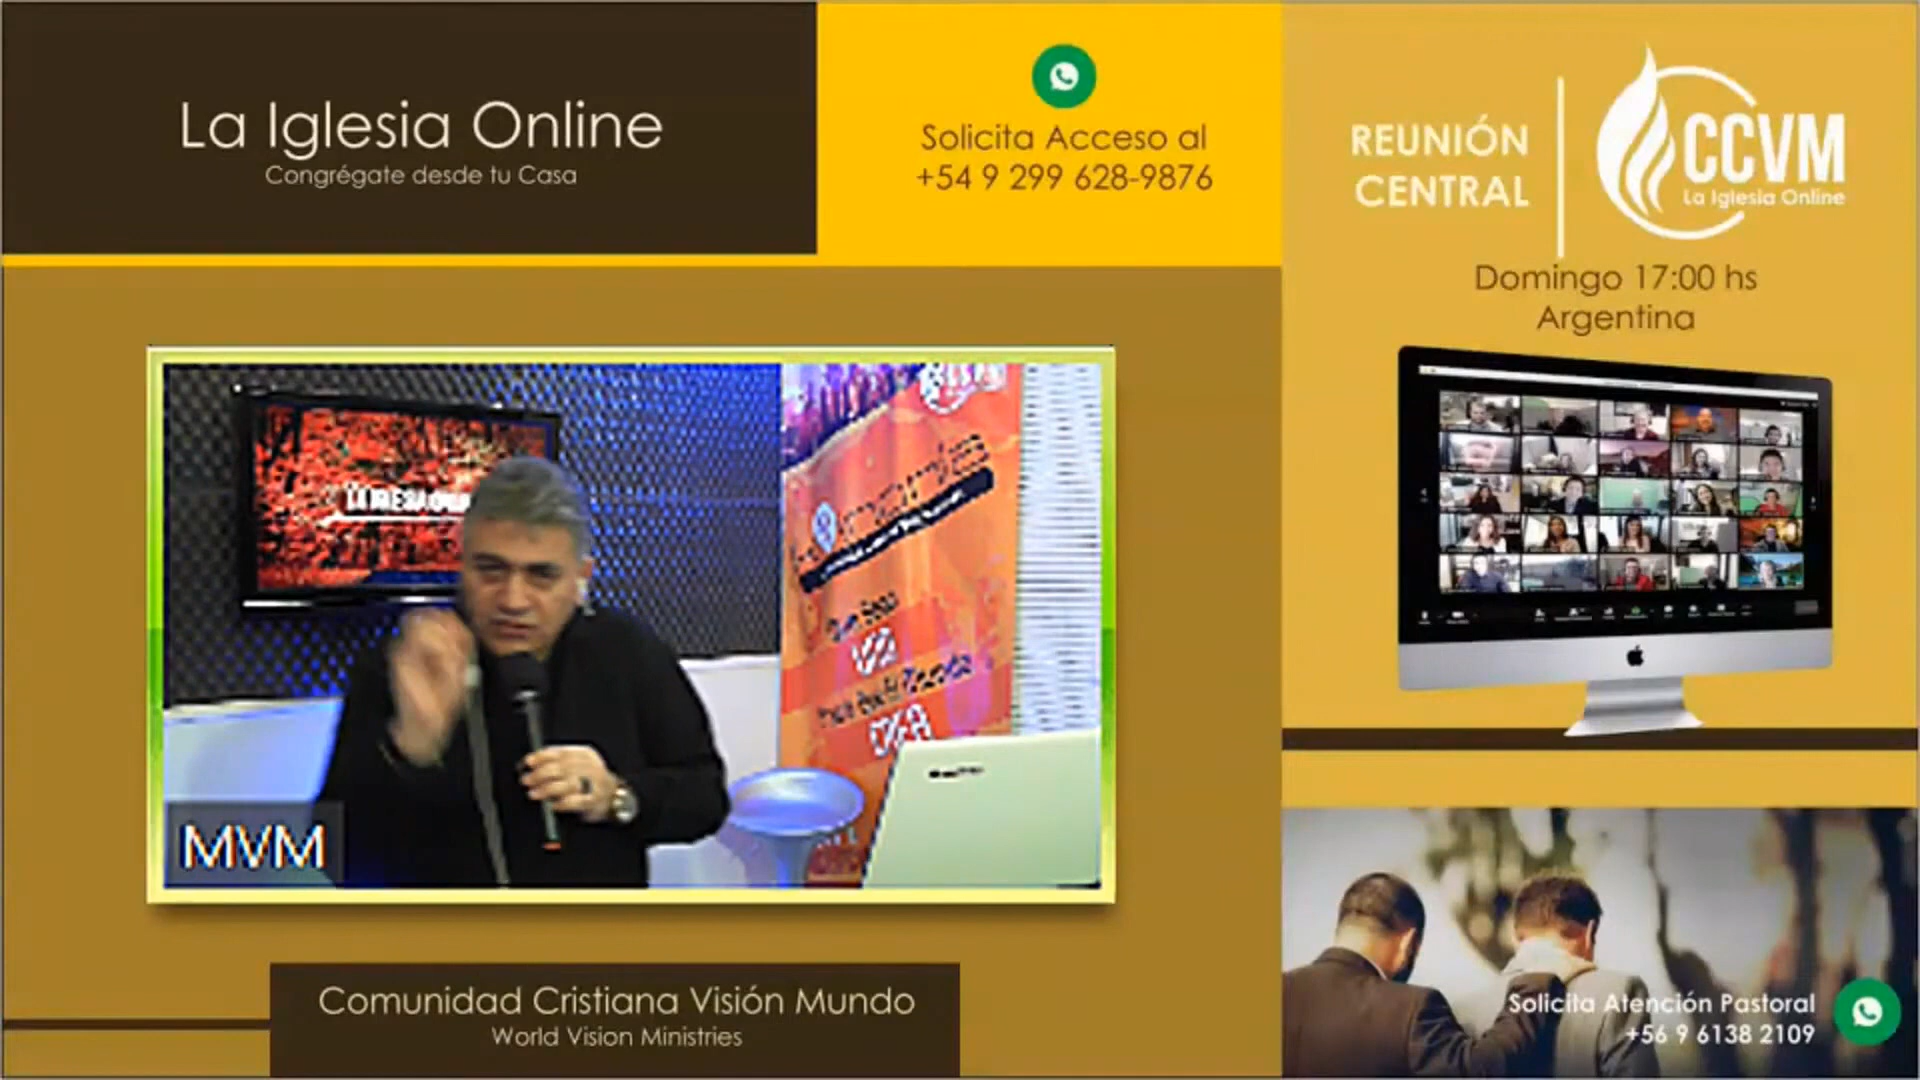 La Iglesia Online
Congrégate desde tu Casa
Solicita Acceso al
+54 9 299 628-9876
REUNIÓN
CENTRAL
CCVM
La Iglesia Online
Domingo 17:00 hs
Argentina
LA IGLESIA
MVM
Comunidad Cristiana Visión Mundo
World Vision Ministries
Solicita Atención Pastoral
+56 9 6138 2109